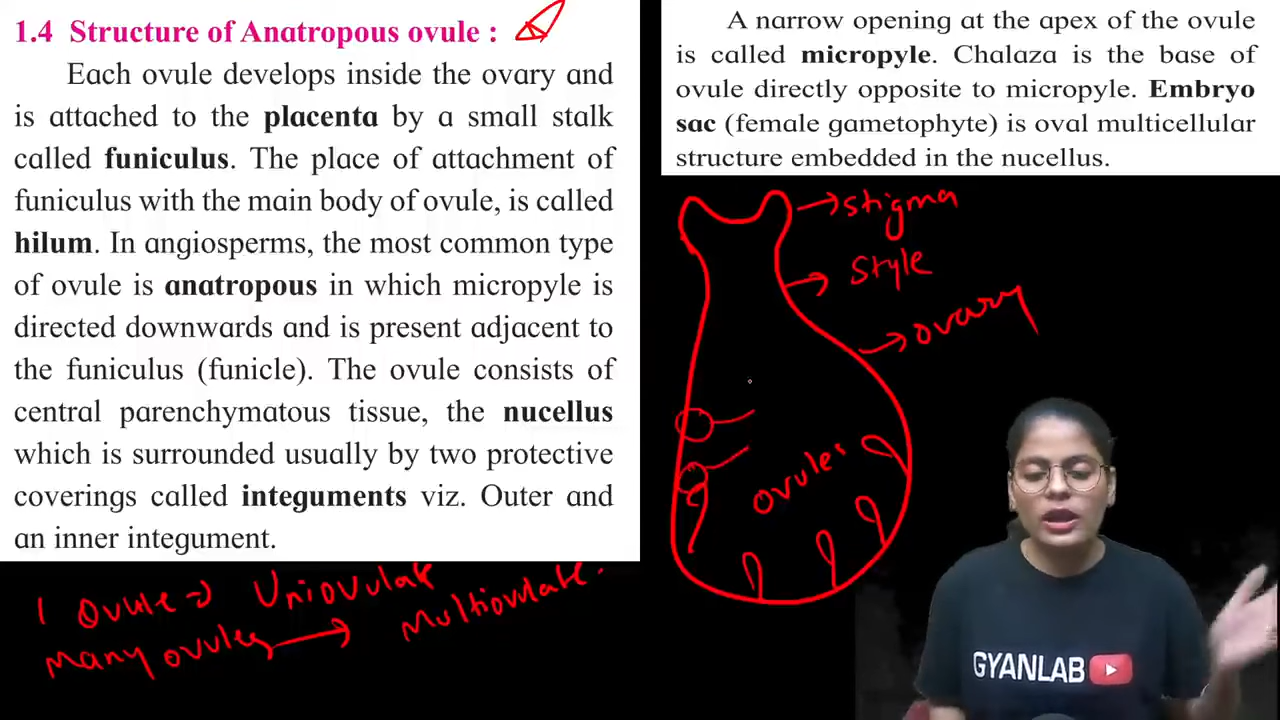 1.4 Structure of Anatropous ovule :
Each ovule develops inside the ovary and
is attached to the placenta by a small stalk
called funiculus. The place of attachment of
funiculus with the main body of ovule, is called
hilum. In angiosperms, the most common type
of ovule is anatropous in which micropyle is
directed downwards and is present adjacent to
the funiculus (funicle). The ovule consists of
central parenchymatous tissue, the nucellus
which is surrounded usually by two protective
coverings called integuments viz. Outer and
an inner integument.
1 Ovule ⇒ Uniovulate
Many ovules → Multiovulate.
A narrow opening at the apex of the ovule
is called micropyle. Chalaza is the base of
ovule directly opposite to micropyle. Embryo
sac (female gametophyte) is oval multicellular
structure embedded in the nucellus.
→ stigma
→ style
→ ovary
ovules
GYANLAB